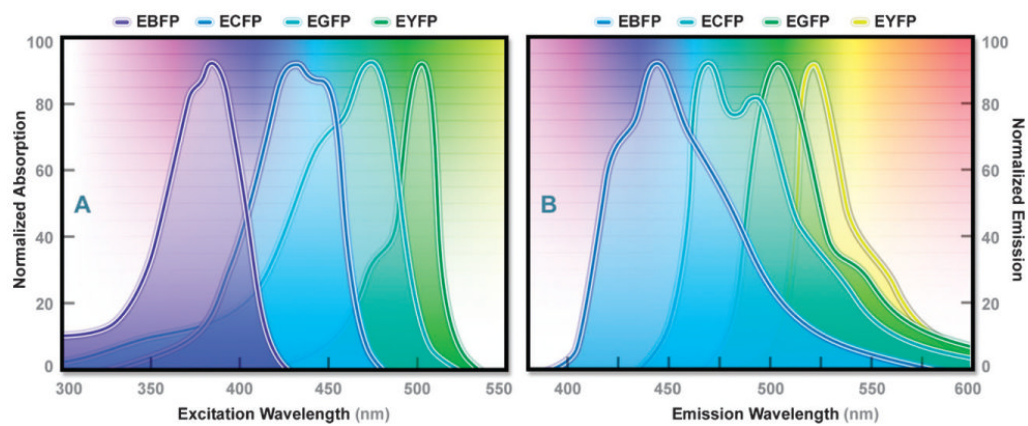 EBFP ECFP EGFP EYFP
100
80
60
40
20
0
Normalized Absorption
A
300 350 400 450 500 550
Excitation Wavelength (nm)
EBFP ECFP EGFP EYFP
B
100
80
60
40
20
0
Normalized Emission
400 450 500 550 600
Emission Wavelength (nm)